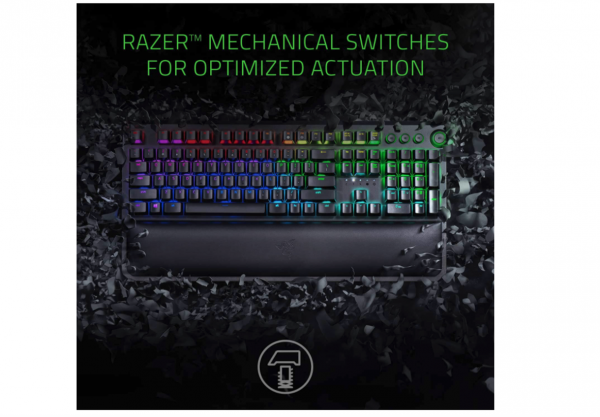 RAZER™ MECHANICAL SWITCHES
FOR OPTIMIZED ACTUATION